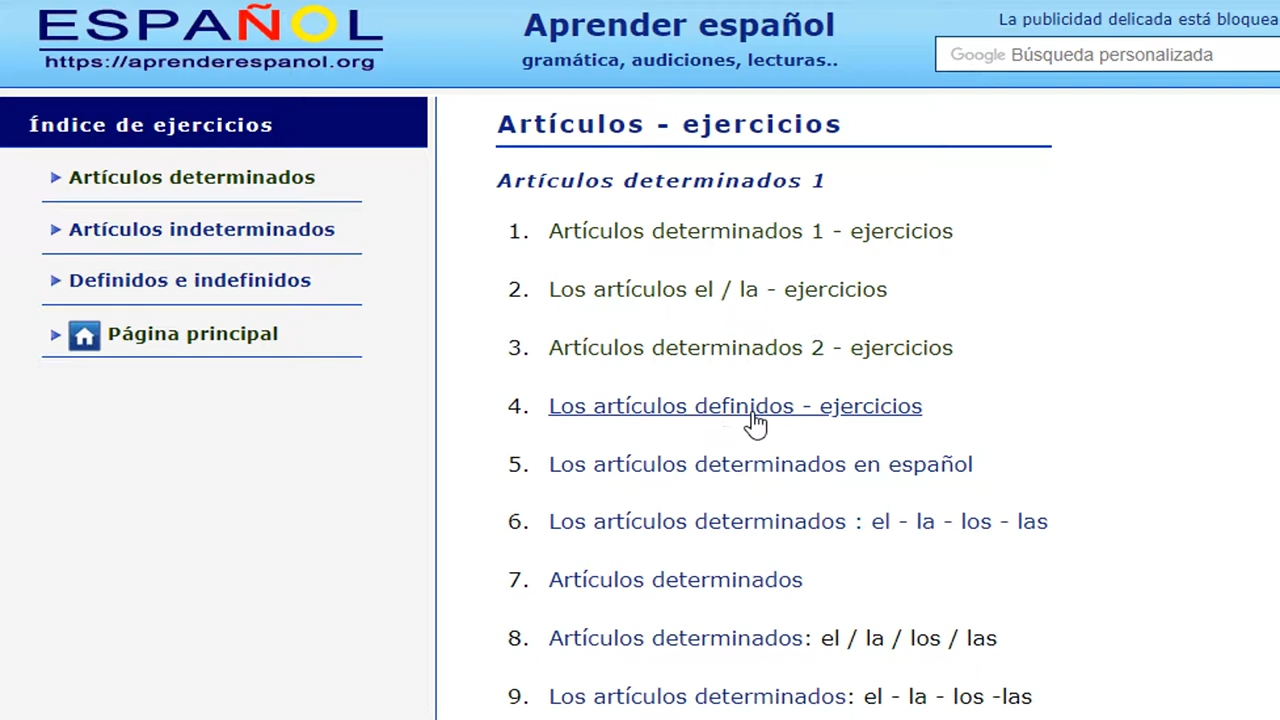 ESPAÑOL
https://aprenderespanol.org
Aprender español
gramática, audiciones, lecturas..
La publicidad delicada está bloquea
Google Búsqueda personalizada
Índice de ejercicios
Artículos determinados
Artículos indeterminados
Definidos e indefinidos
Página principal
Artículos - ejercicios
Artículos determinados 1
1. Artículos determinados 1 - ejercicios
2. Los artículos el / la - ejercicios
3. Artículos determinados 2 - ejercicios
4. Los artículos definidos - ejercicios
5. Los artículos determinados en español
6. Los artículos determinados : el - la - los - las
7. Artículos determinados
8. Artículos determinados: el / la / los / las
9. Los artículos determinados: el - la - los -las